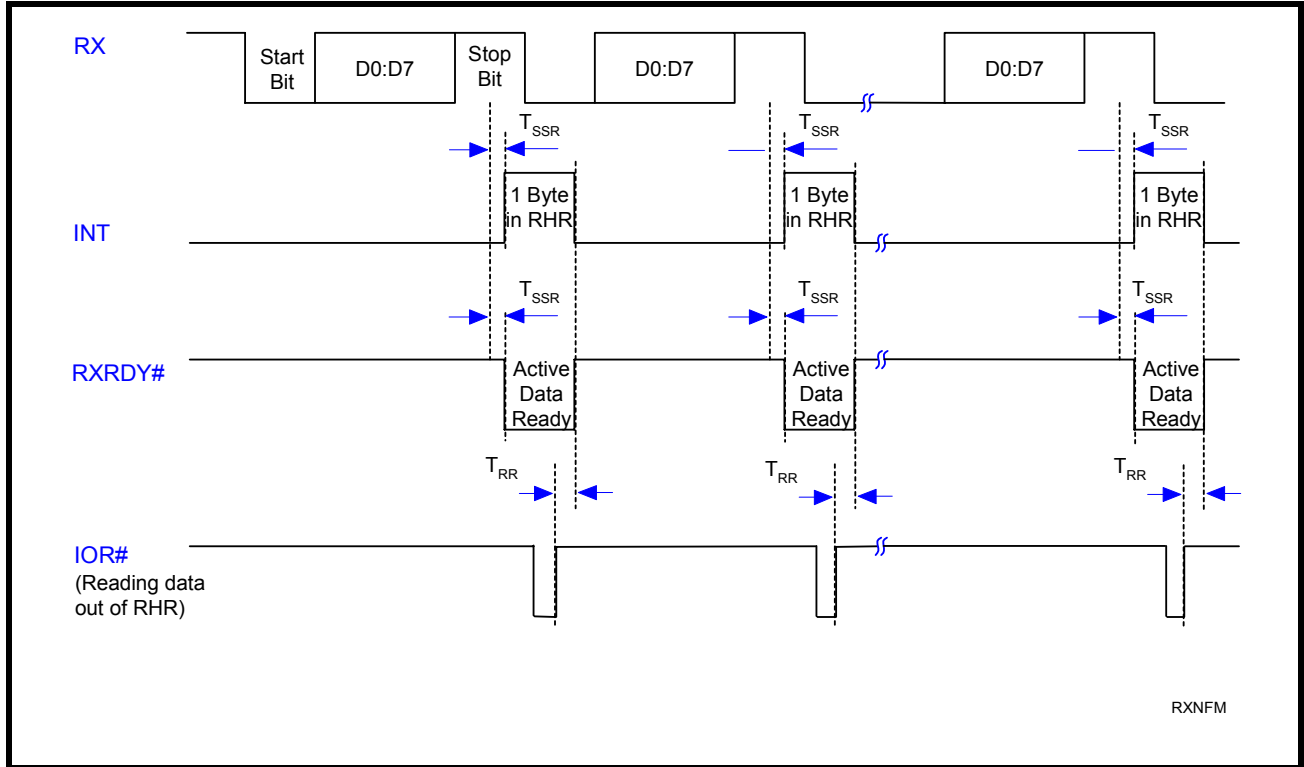 RX
Start
Bit
D0:D7
Stop
Bit
D0:D7
D0:D7
TSSR
TSSR
TSSR
INT
1 Byte
in RHR
1 Byte
in RHR
1 Byte
in RHR
TSSR
TSSR
TSSR
RXRDY#
Active
Data
Ready
Active
Data
Ready
Active
Data
Ready
TRR
TRR
TRR
IOR#
(Reading data
out of RHR)
RXNFM